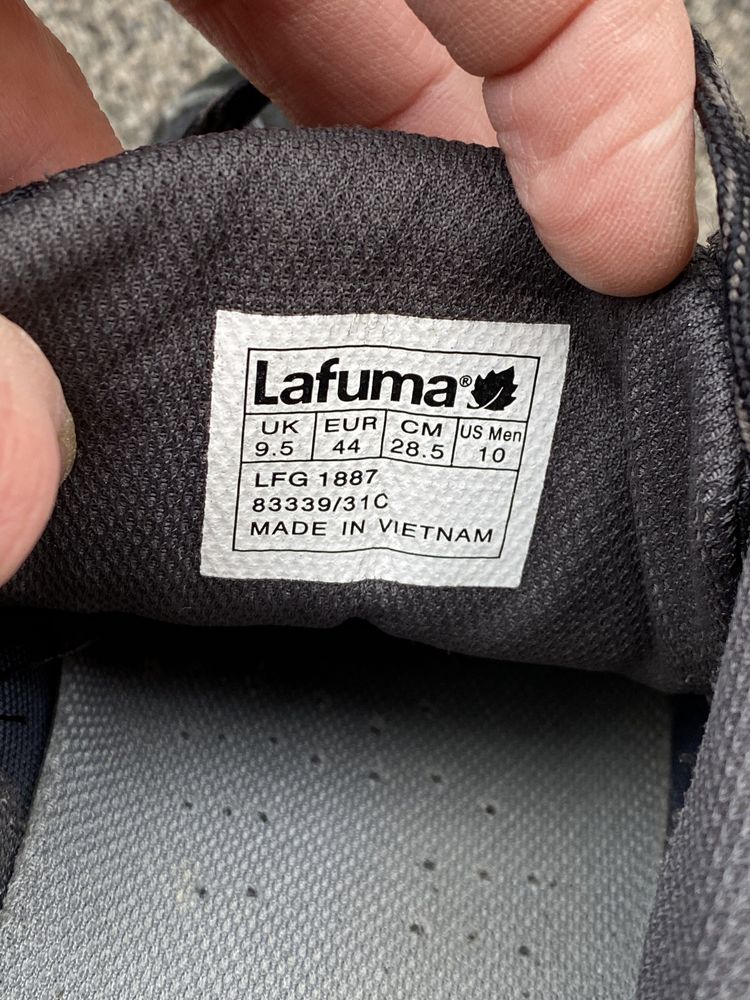 Lafuma®
UK EUR CM US Men
9.5 44 28.5 10
LFG 1887
83339/31C
MADE IN VIETNAM